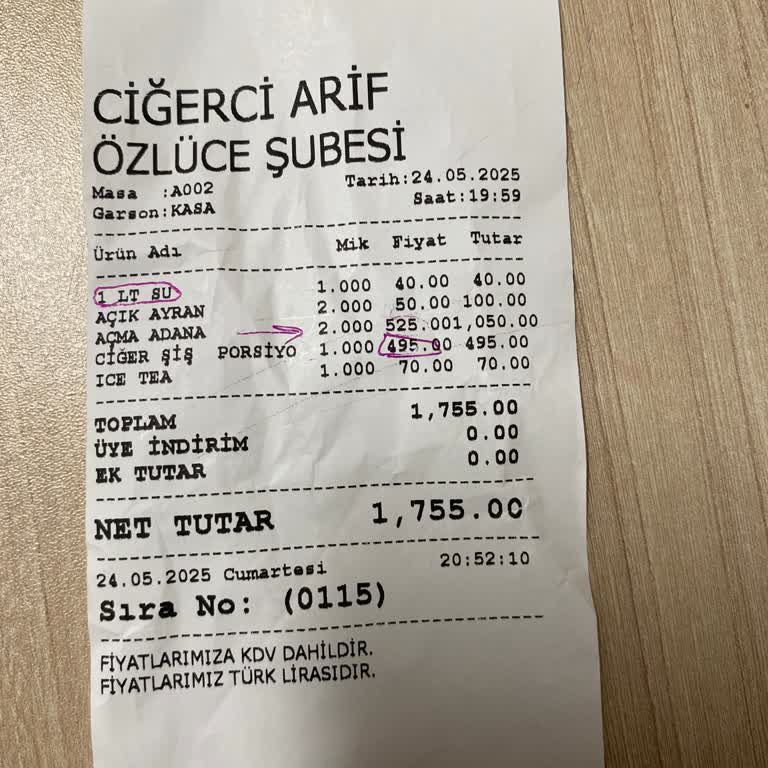 CİĞERCİ ARİF
ÖZLÜCE ŞUBESİ
Masa :A002 Tarih:24.05.2025
Garson:KASA Saat:19:59
Ürün Adı Mik Fiyat Tutar
1 LT SU 1.000 40.00 40.00
AÇIK AYRAN 2.000 50.00 100.00
AÇMA ADANA 2.000 525.001,050.00
CİĞER ŞİŞ PORSİYO 1.000 495.00 495.00
ICE TEA 1.000 70.00 70.00
TOPLAM 1,755.00
ÜYE İNDİRİM 0.00
EK TUTAR 0.00
NET TUTAR 1,755.00
24.05.2025 Cumartesi 20:52:10
Sıra No: (0115)
FİYATLARIMIZA KDV DAHİLDİR.
FİYATLARIMIZ TÜRK LİRASIDIR.